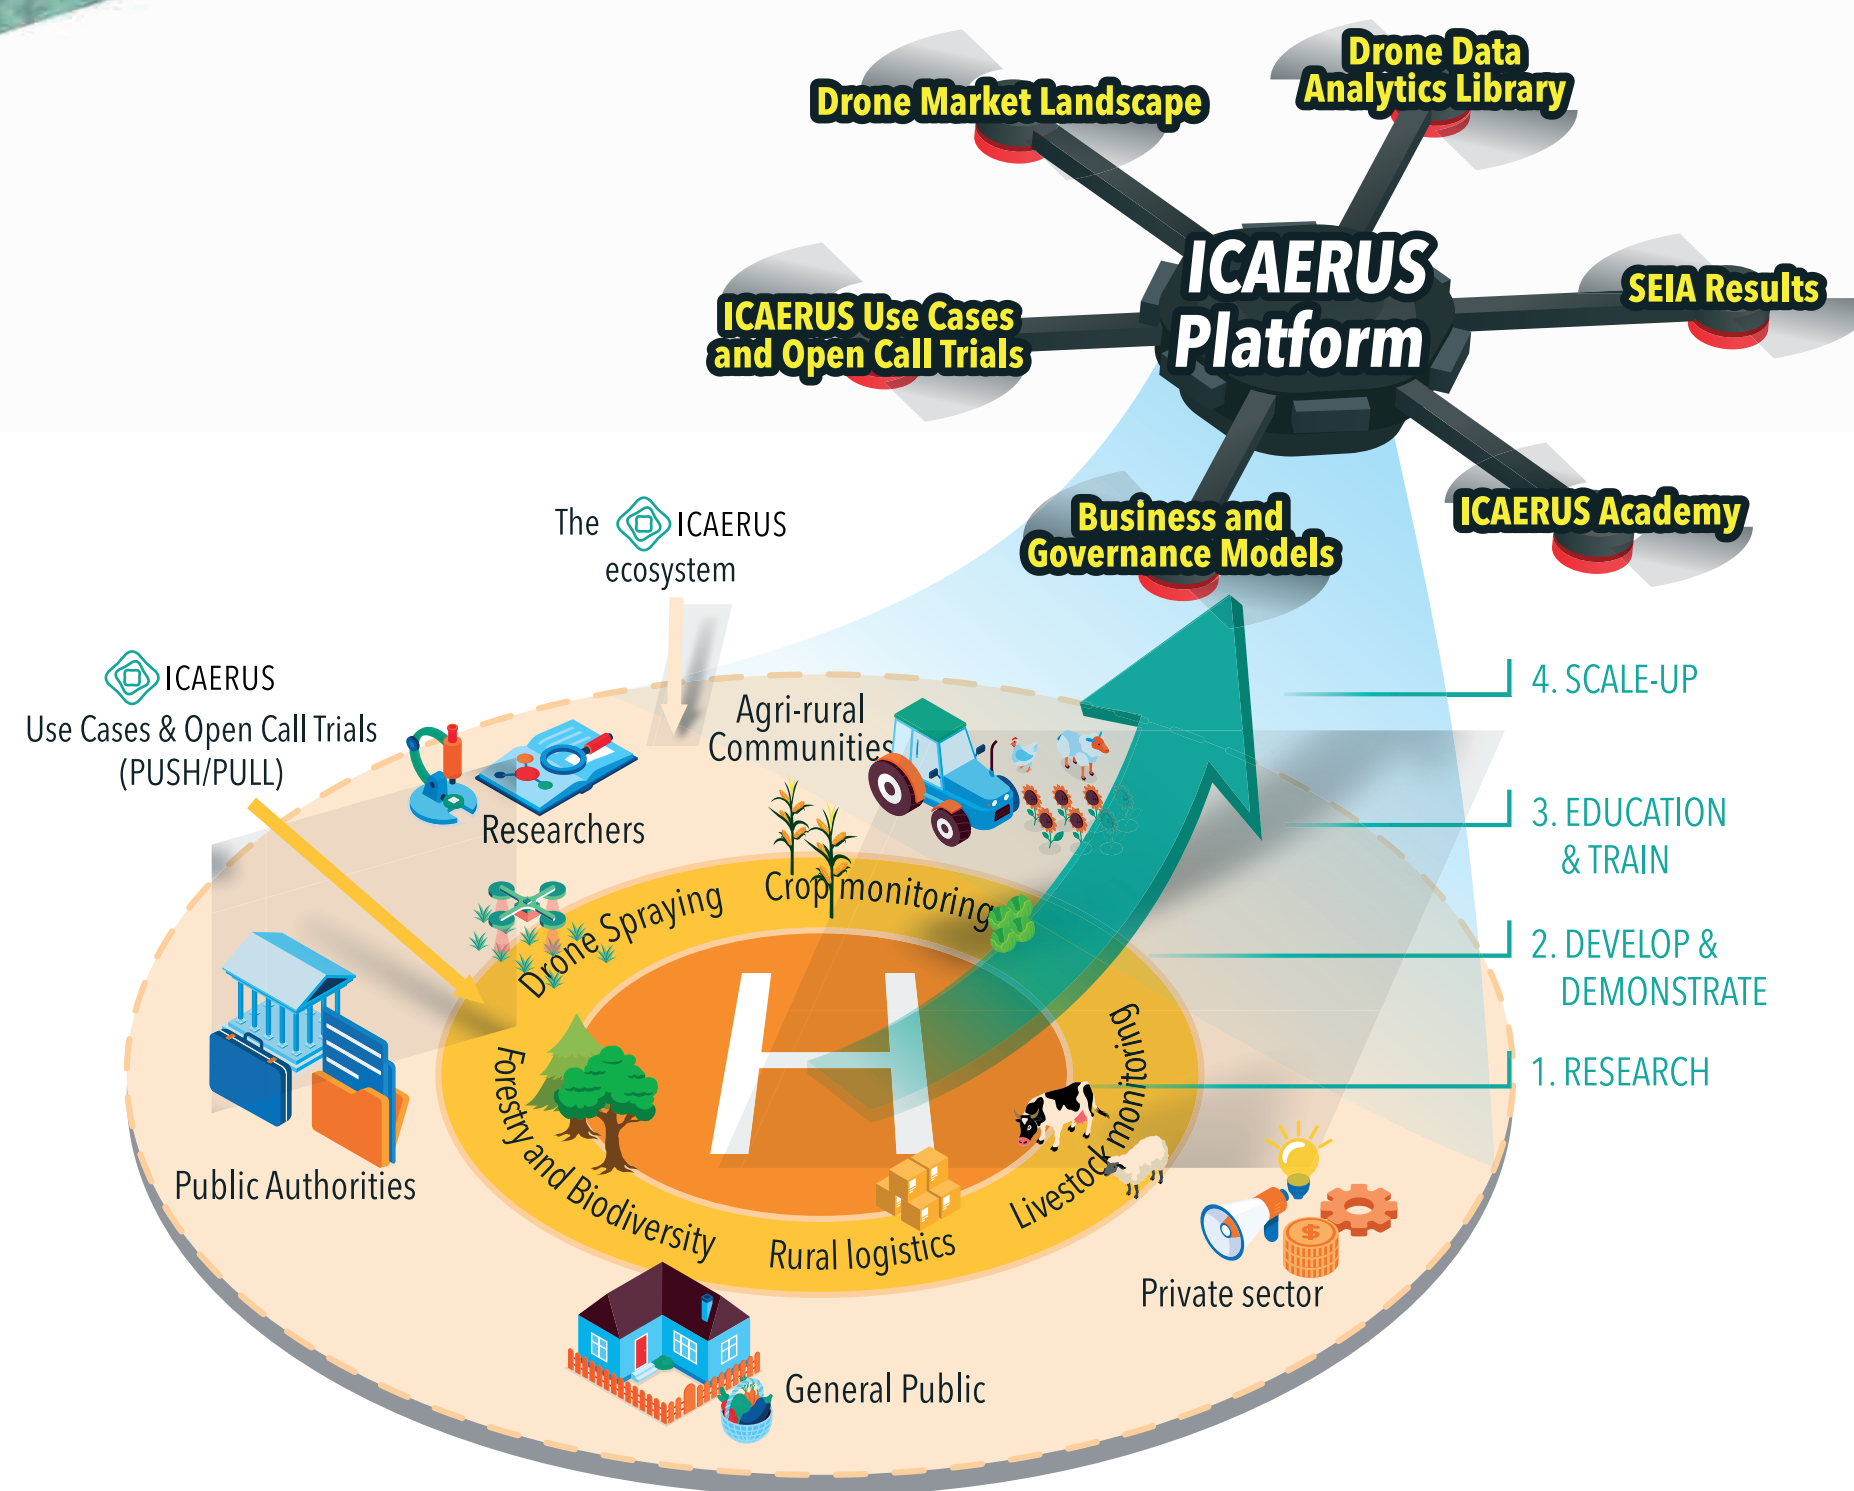 Drone Market Landscape
Drone Data
Analytics Library
ICAERUS
Platform
SEIA Results
ICAERUS Use Cases
and Open Call Trials
ICAERUS Academy
Business and
Governance Models
The ICAERUS
ecosystem
ICAERUS
Use Cases & Open Call Trials
(PUSH/PULL)
4. SCALE-UP
3. EDUCATION
& TRAIN
2. DEVELOP &
DEMONSTRATE
1. RESEARCH
Agri-rural
Communities
Researchers
Drone Spraying
Crop monitoring
Forestry and Biodiversity
H
Livestock monitoring
Rural logistics
Public Authorities
$
Private sector
General Public